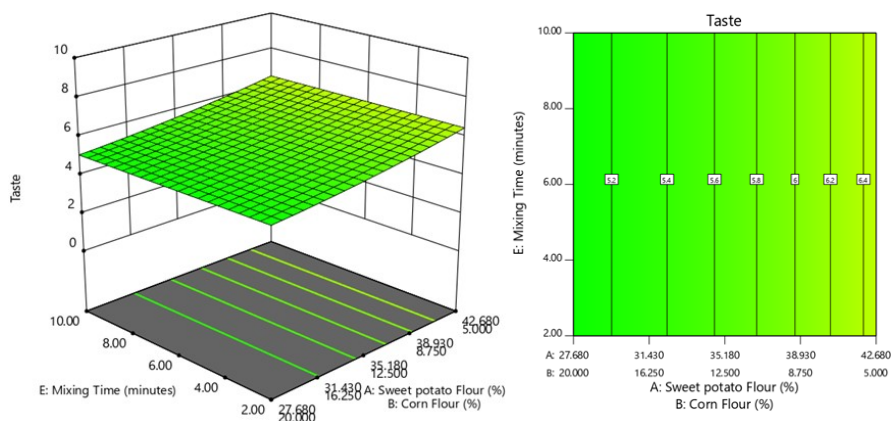 10
8
6
4
2
0
Taste
10.00
8.00
6.00
4.00
2.00
E: Mixing Time (minutes)
42.680
5.000
38.930
8.750
35.180
12.500
31.430
16.250
27.680
20.000
A: Sweet potato Flour (%)
B: Corn Flour (%)
Taste
10.00
8.00
6.00
4.00
2.00
E: Mixing Time (minutes)
5.2 5.4 5.6 5.8 6 6.2 6.4
A: 27.680 31.430 35.180 38.930 42.680
B: 20.000 16.250 12.500 8.750 5.000
A: Sweet potato Flour (%)
B: Corn Flour (%)